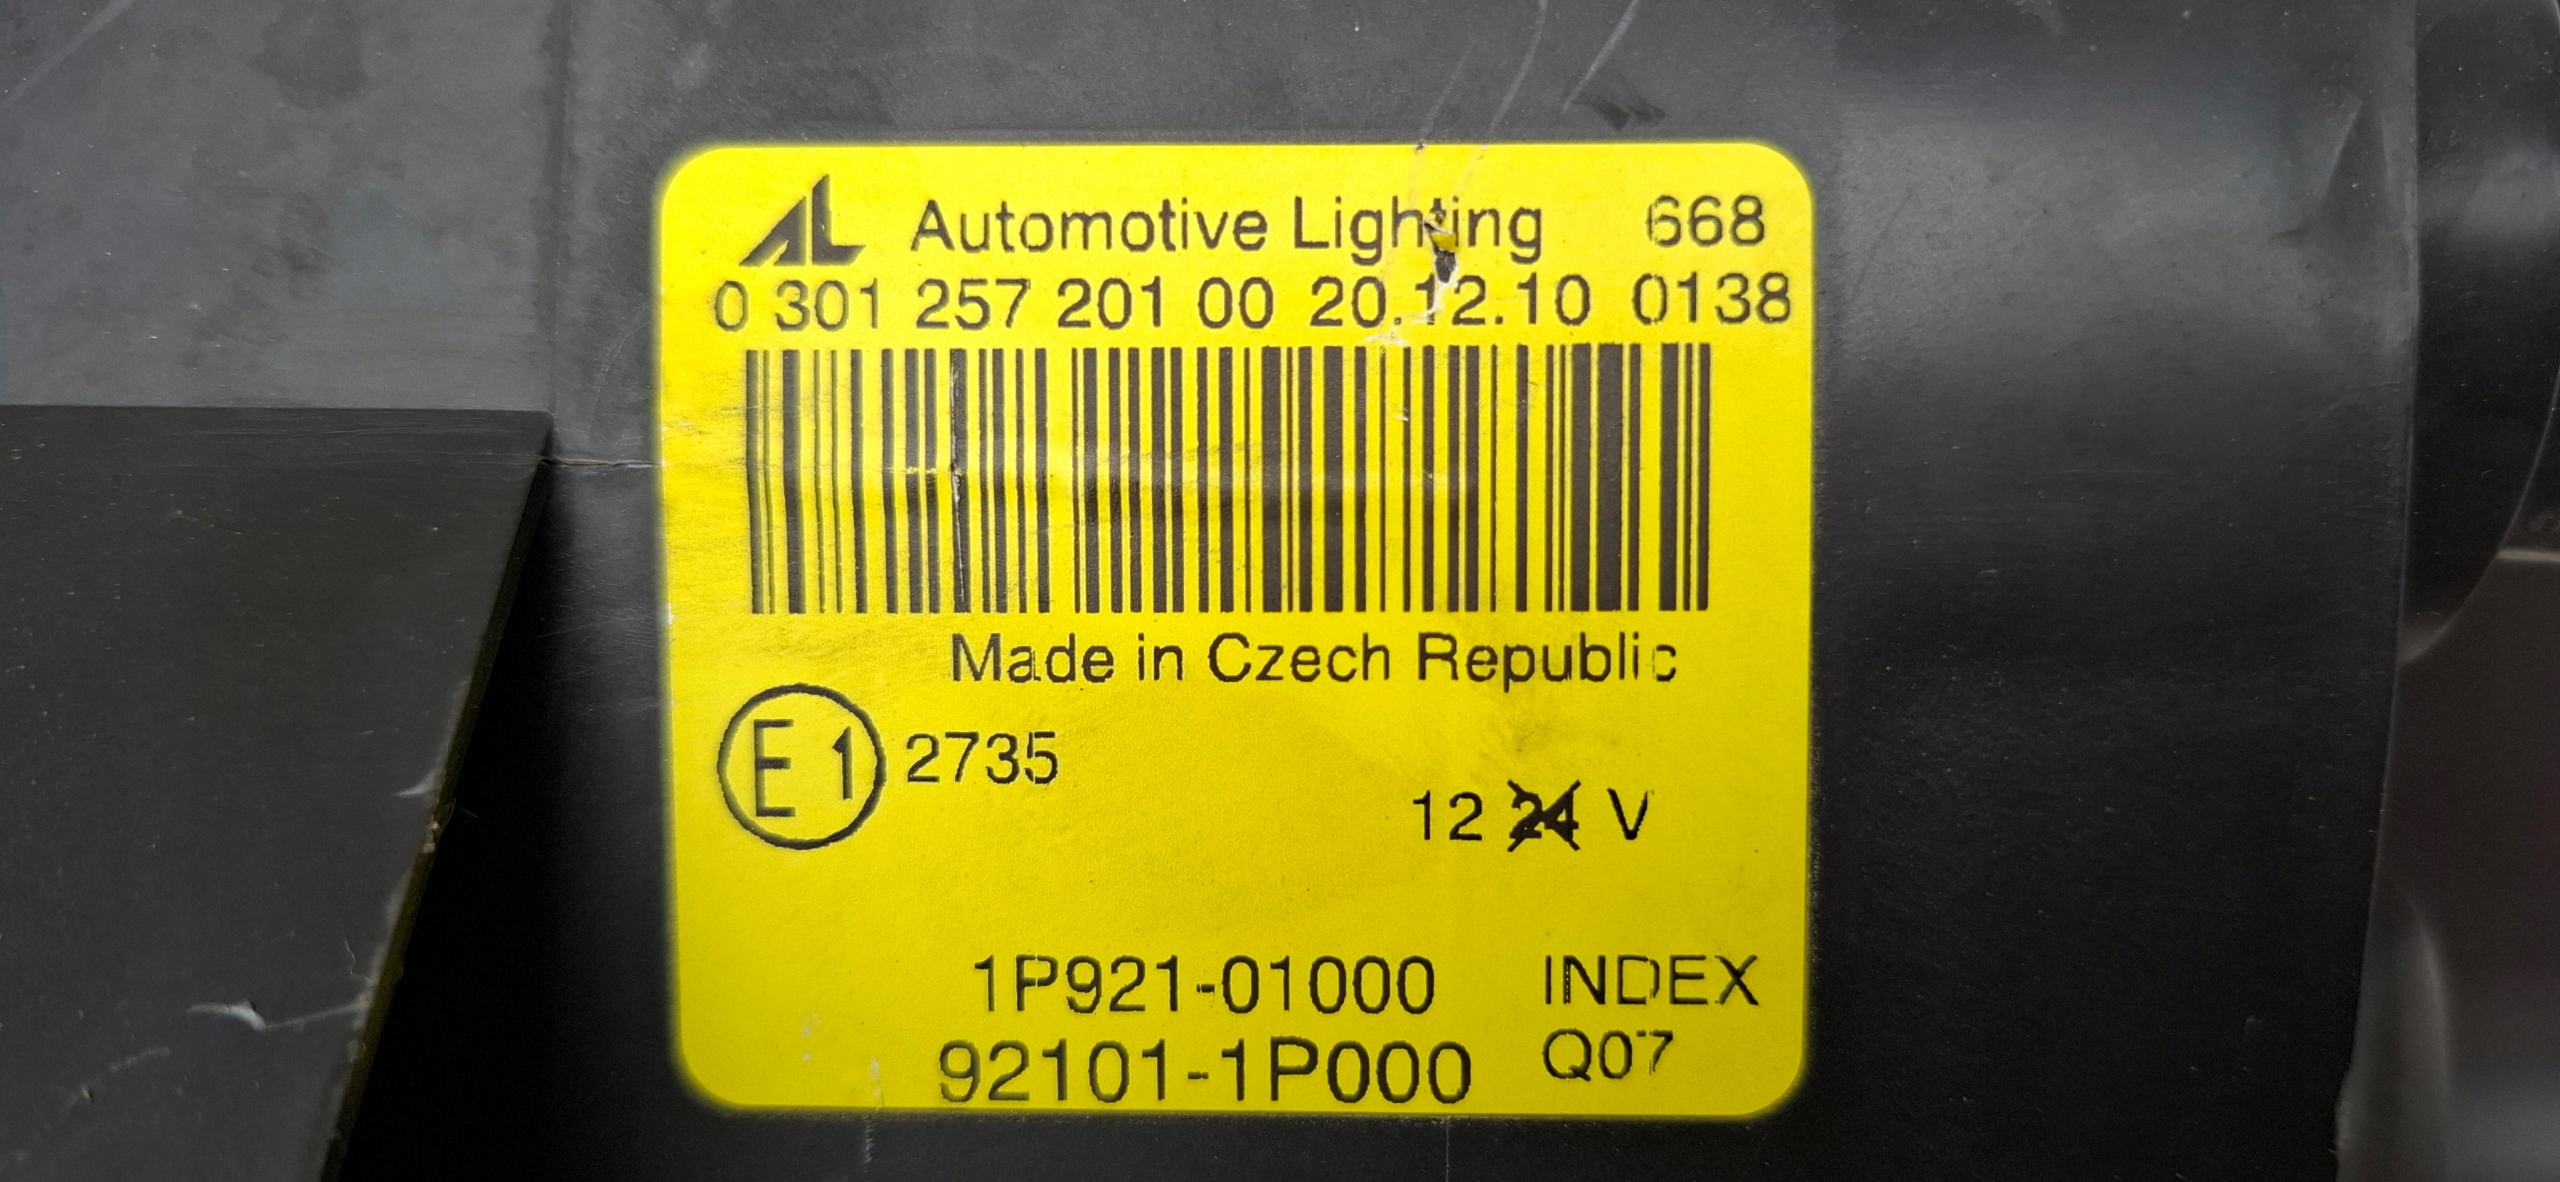 AL Automotive Lighting 668
0 301 257 201 00 20.12.10 0138
Made in Czech Republic
E1 2735
12 24 V
1P921-01000 INDEX
92101-1P000 Q07